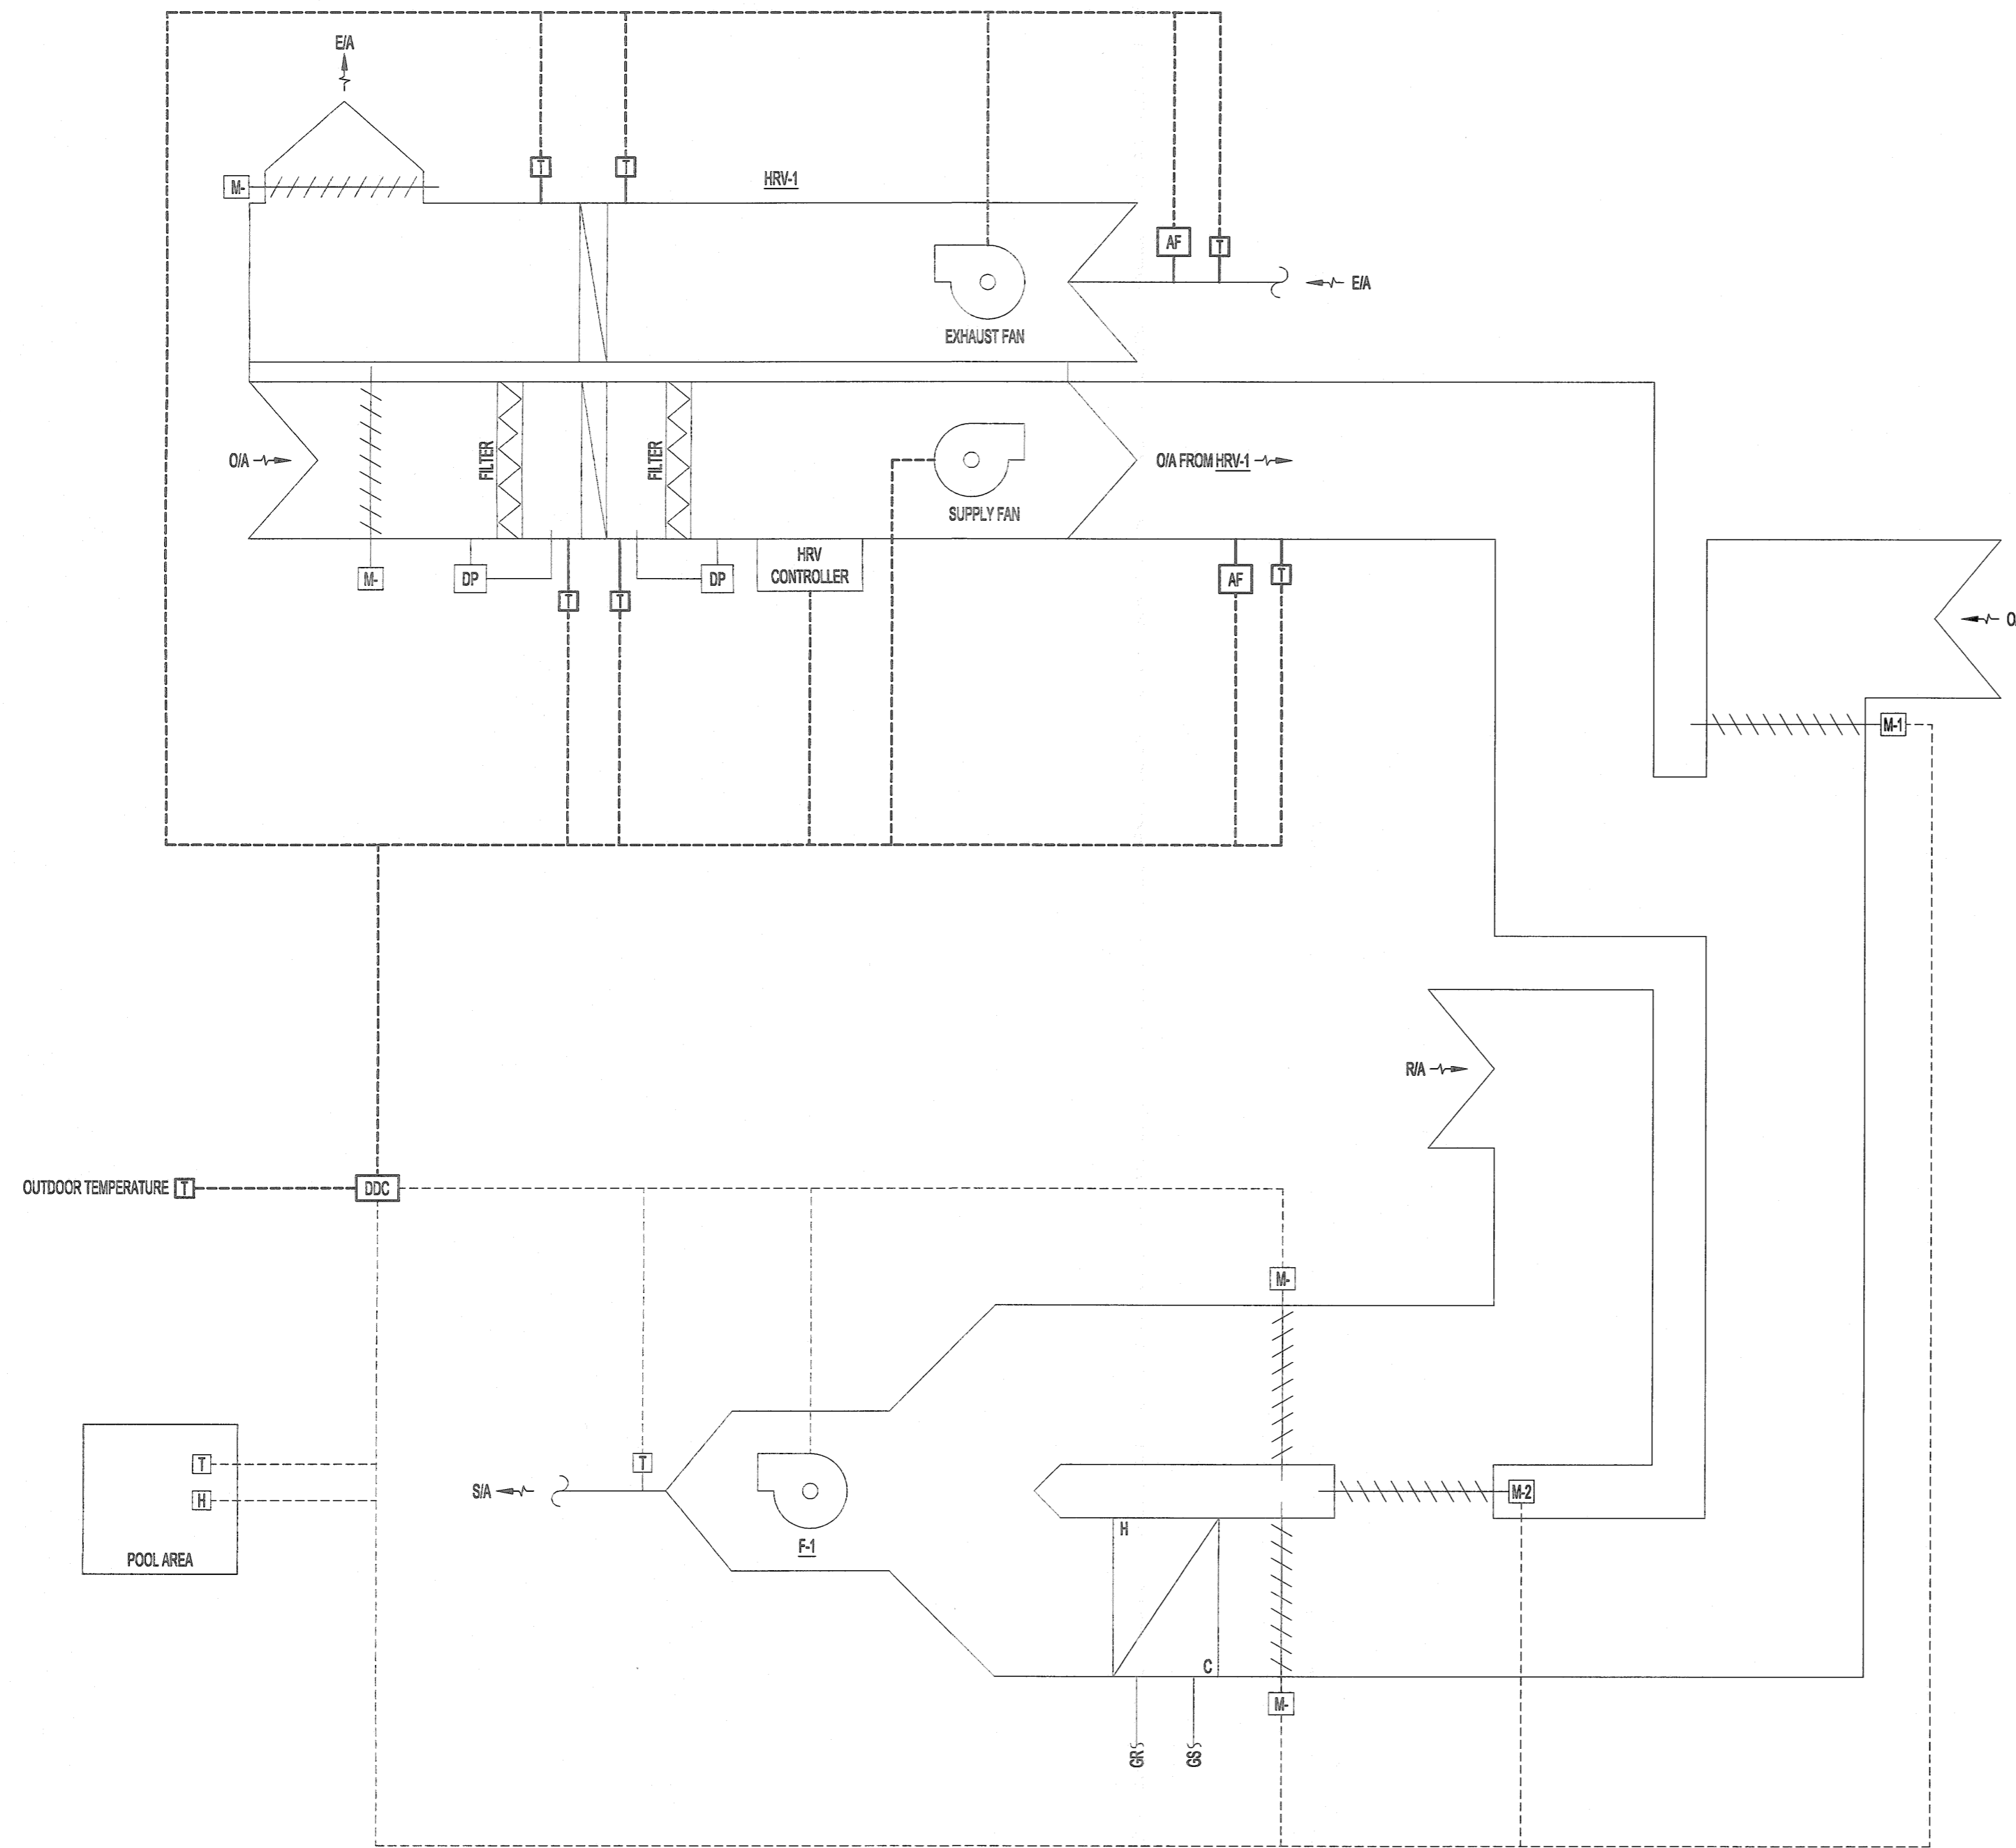 E/A
T
T
HRV-1
M-
AF
T
E/A
EXHAUST FAN
O/A
FILTER
FILTER
O/A FROM HRV-1
SUPPLY FAN
M-
DP
DP
HRV
CONTROLLER
AF
T
T
T
M-1
R/A
OUTDOOR TEMPERATURE T
DDC
M-
T
T
S/A
M-2
H
H
F-1
POOL AREA
C
M-
GR
GS